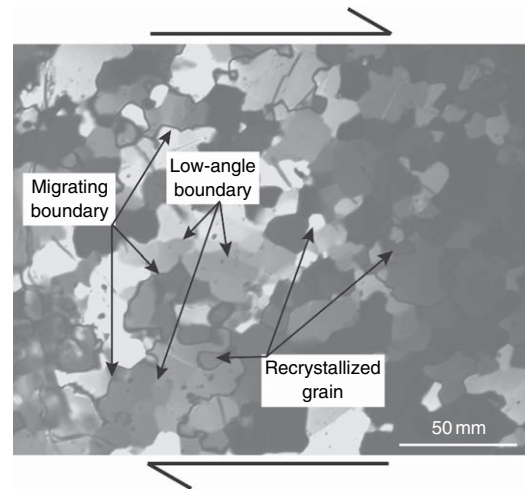 Low-angle
boundary
Migrating
boundary
Recrystallized
grain
50 mm